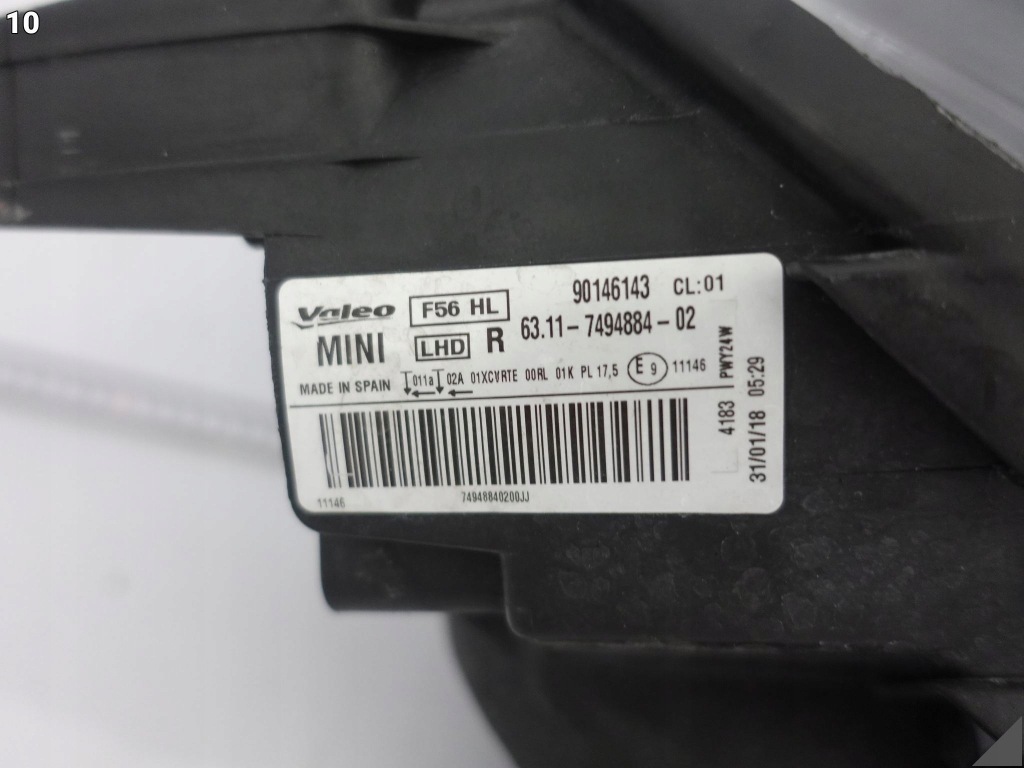 10
Valeo F56 HL 90146143 CL:01
MINI LHD R 63.11-7494884-02
MADE IN SPAIN 011a 02A 01XCVRTE 00RL 01K PL 17,5 E 9 11146
4183 PWY24W
31/01/18 05:29
11146 74948840200JJ